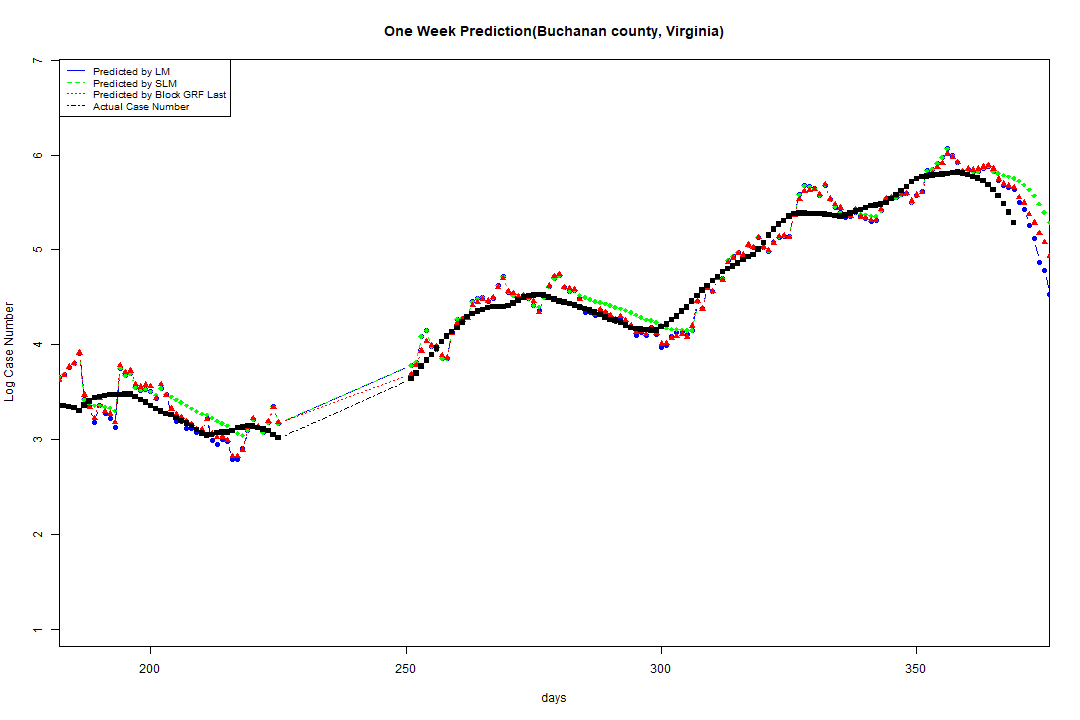 One Week Prediction(Buchanan county, Virginia)
Predicted by LM
Predicted by SLM
Predicted by Block GRF Last
Actual Case Number
Log Case Number
7
6
5
4
3
2
1
200 250 300 350
days